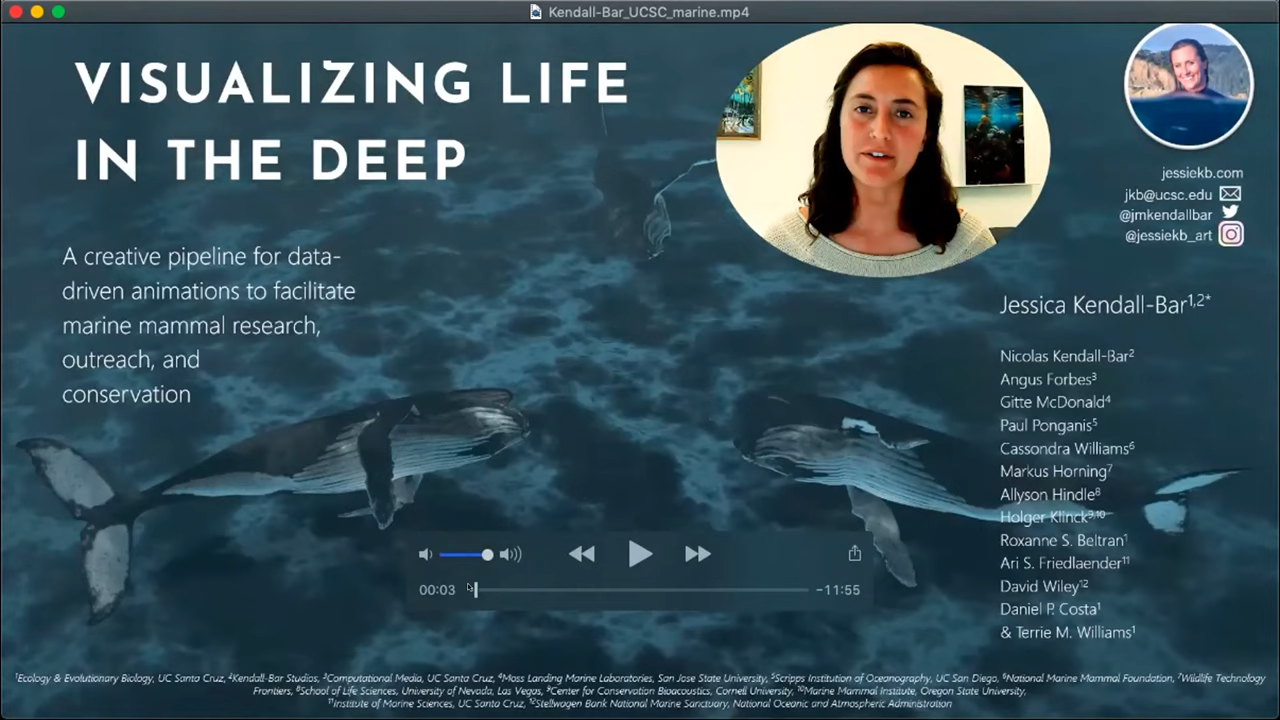 Kendall-Bar_UCSC_marine.mp4
VISUALIZING LIFE
IN THE DEEP
A creative pipeline for data-
driven animations to facilitate
marine mammal research,
outreach, and
conservation
jessiekb.com
jkb@ucsc.edu
@jmkendallbar
@jessiekb_art
Jessica Kendall-Bar1,2*
Nicolas Kendall-Bar2
Angus Forbes3
Gitte McDonald4
Paul Ponganis5
Cassondra Williams6
Markus Horning7
Allyson Hindle8
Holger Klinck9,10
Roxanne S. Beltran1
Ari S. Friedlaender11
David Wiley12
Daniel P. Costa1
& Terrie M. Williams1
00:03
−11:55
1Ecology & Evolutionary Biology, UC Santa Cruz, 2Kendall-Bar Studios, 3Computational Media, UC Santa Cruz, 4Moss Landing Marine Laboratories, San Jose State University, 5Scripps Institution of Oceanography, UC San Diego, 6National Marine Mammal Foundation, 7Wildlife Technology
Frontiers, 8School of Life Sciences, University of Nevada, Las Vegas, 9Center for Conservation Bioacoustics, Cornell University, 10Marine Mammal Institute, Oregon State University,
11Institute of Marine Sciences, UC Santa Cruz, 12Stellwagen Bank National Marine Sanctuary, National Oceanic and Atmospheric Administration